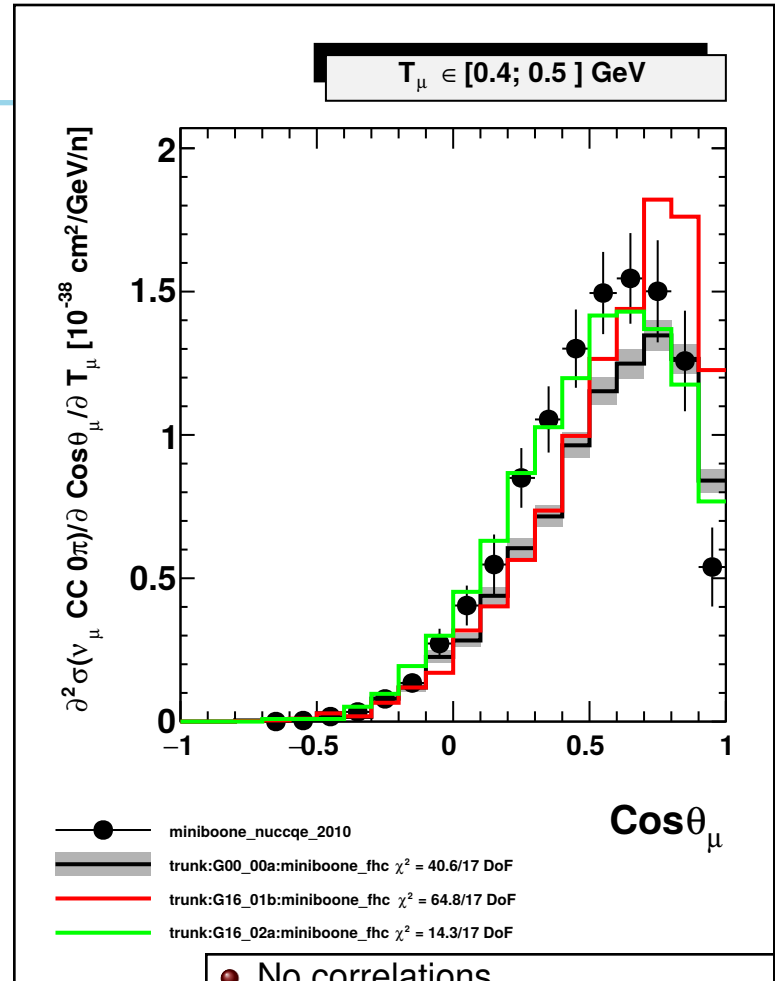 T_μ ∈ [0.4; 0.5 ] GeV
∂²σ(ν_μ CC 0π)/∂ Cosθ_μ/∂ T_μ [10⁻³⁸ cm²/GeV/n]
2
1.5
1
0.5
0
−1 −0.5 0 0.5 1
Cosθ_μ
miniboone_nuccqe_2010
trunk:G00_00a:miniboone_fhc χ² = 40.6/17 DoF
trunk:G16_01b:miniboone_fhc χ² = 64.8/17 DoF
trunk:G16_02a:miniboone_fhc χ² = 14.3/17 DoF
No correlations